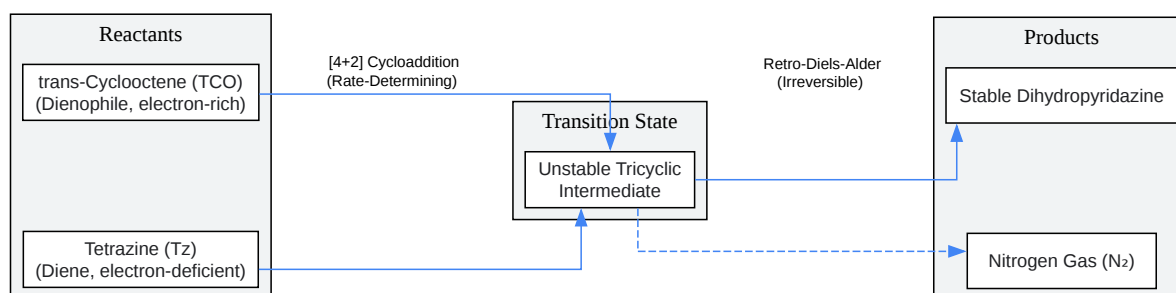 Reactants
trans-Cyclooctene (TCO)
(Dienophile, electron-rich)
Tetrazine (Tz)
(Diene, electron-deficient)
[4+2] Cycloaddition
(Rate-Determining)
Transition State
Unstable Tricyclic
Intermediate
Retro-Diels-Alder
(Irreversible)
Products
Stable Dihydropyridazine
Nitrogen Gas (N₂)